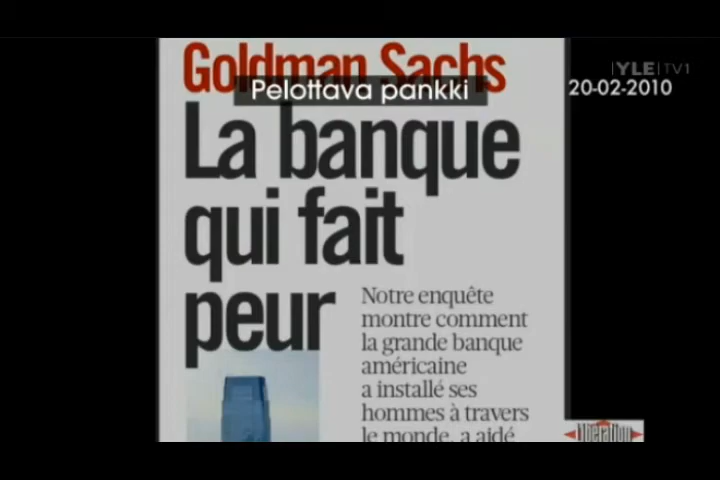 Goldman Sachs
Pelottava pankki
YLE TV1
20-02-2010
La banque
qui fait
peur
Notre enquête
montre comment
la grande banque
américaine
a installé ses
hommes à travers
le monde, a aidé
libération